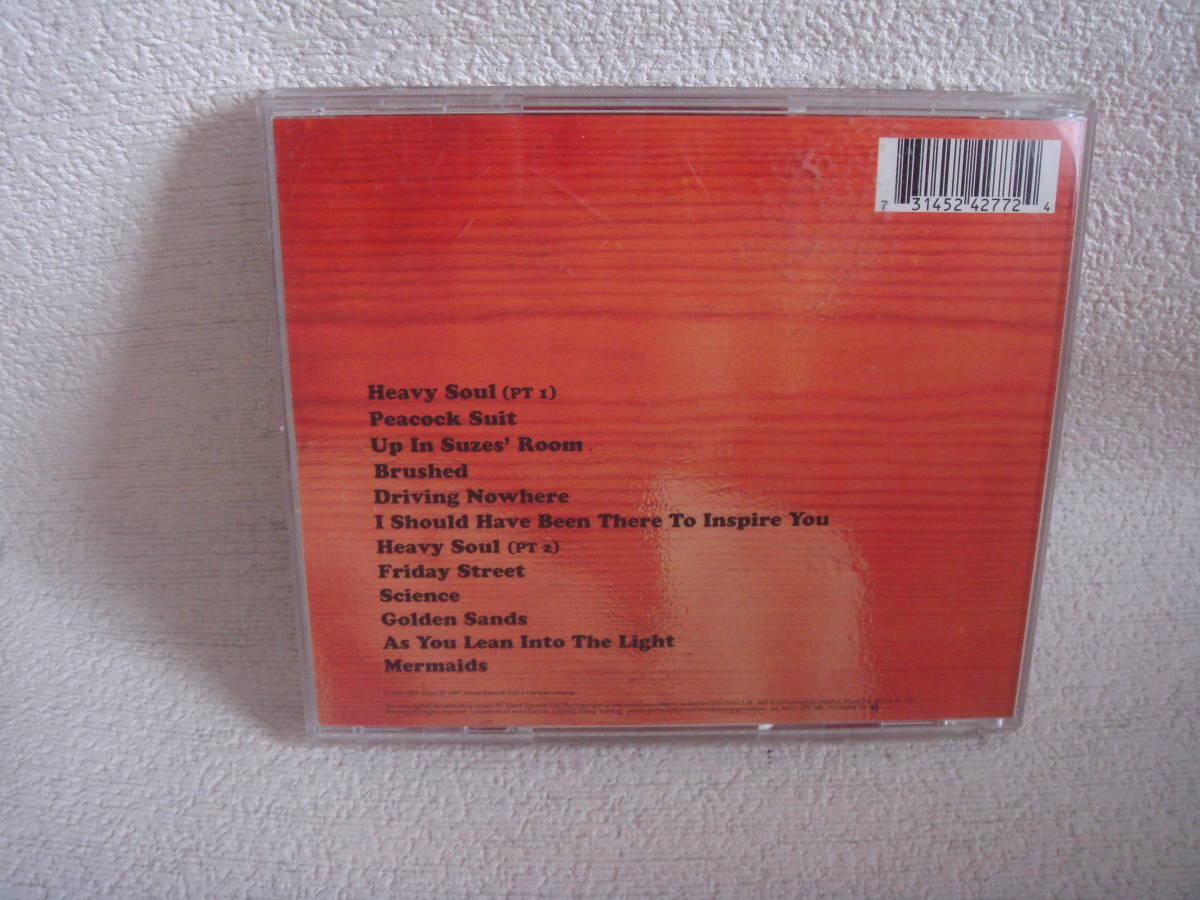 7 31452 42772 4
Heavy Soul (PT 1)
Peacock Suit
Up In Suzes' Room
Brushed
Driving Nowhere
I Should Have Been There To Inspire You
Heavy Soul (PT 2)
Friday Street
Science
Golden Sands
As You Lean Into The Light
Mermaids